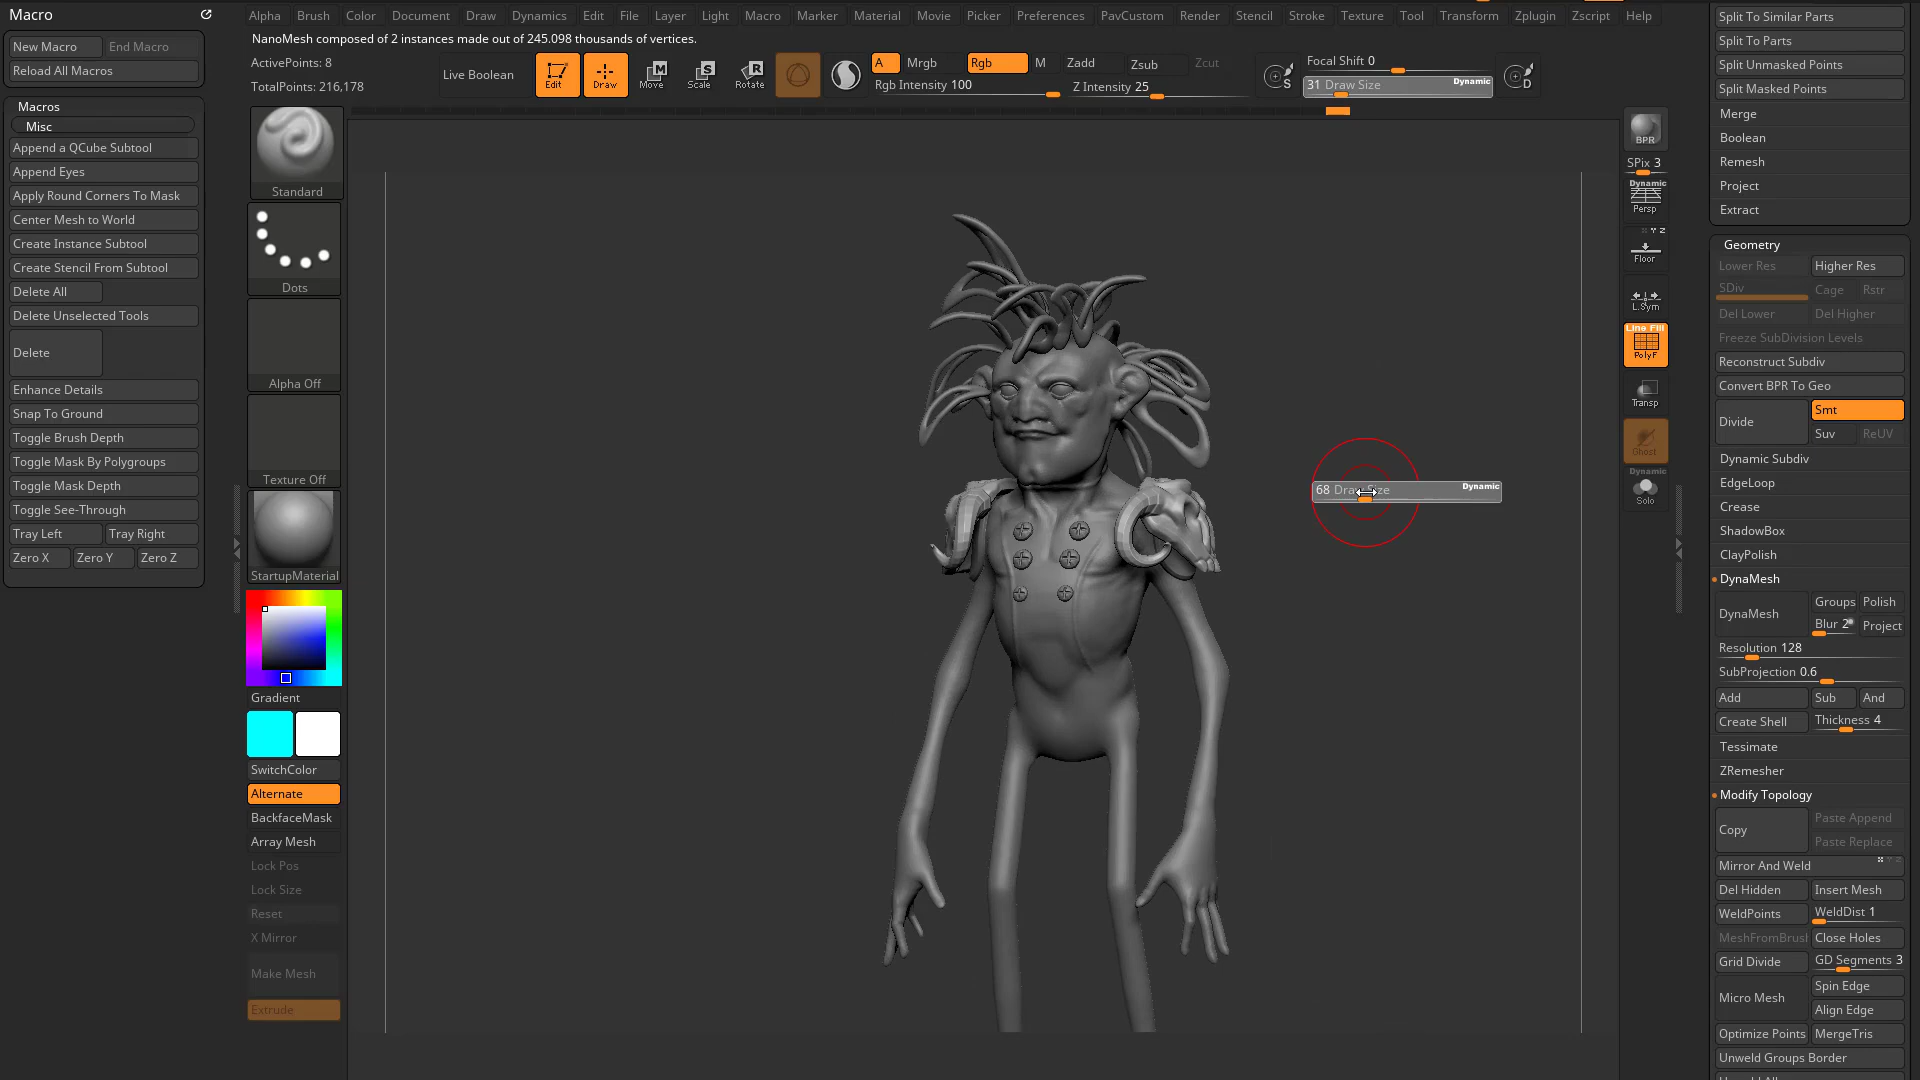 Macro
New Macro End Macro
Reload All Macros
Macros
Misc
Append a QCube Subtool
Append Eyes
Apply Round Corners To Mask
Center Mesh to World
Create Instance Subtool
Create Stencil From Subtool
Delete All
Delete Unselected Tools
Delete
Enhance Details
Snap To Ground
Toggle Brush Depth
Toggle Mask By Polygroups
Toggle Mask Depth
Toggle See-Through
Tray Left Tray Right
Zero X Zero Y Zero Z
Alpha Brush Color Document Draw Dynamics Edit File Layer Light Macro Marker Material Movie Picker Preferences PavCustom Render Stencil Stroke Texture Tool Transform Zplugin Zscript Help
NanoMesh composed of 2 instances made out of 245.098 thousands of vertices.
ActivePoints: 8
TotalPoints: 216,178
Live Boolean
Edit
Draw
M
Move
S
Scale
R
Rotate
A Mrgb Rgb M Zadd Zsub Zcut
Rgb Intensity 100 Z Intensity 25
S
Focal Shift 0
31 Draw Size Dynamic
D
Standard
Dots
Alpha Off
Texture Off
StartupMaterial
Gradient
SwitchColor
Alternate
BackfaceMask
Array Mesh
Lock Pos
Lock Size
Reset
X Mirror
Make Mesh
Extrude
68 Draw Size Dynamic
BPR
SPix 3
Dynamic
Persp
Floor
L.Sym
Line Fill
PolyF
Transp
Ghost
Dynamic
Solo
Split To Similar Parts
Split To Parts
Split Unmasked Points
Split Masked Points
Merge
Boolean
Remesh
Project
Extract
Geometry
Lower Res Higher Res
SDiv Cage Rstr
Del Lower Del Higher
Freeze SubDivision Levels
Reconstruct Subdiv
Convert BPR To Geo
Divide Smt
Suv ReUV
Dynamic Subdiv
EdgeLoop
Crease
ShadowBox
ClayPolish
DynaMesh
DynaMesh Groups Polish
Blur 2 Project
Resolution 128
SubProjection 0.6
Add Sub And
Create Shell Thickness 4
Tessimate
ZRemesher
Modify Topology
Copy Paste Append
Paste Replace
Mirror And Weld
Del Hidden Insert Mesh
WeldPoints WeldDist 1
MeshFromBrus Close Holes
Grid Divide GD Segments 3
Micro Mesh Spin Edge
Align Edge
Optimize Points MergeTris
Unweld Groups Border